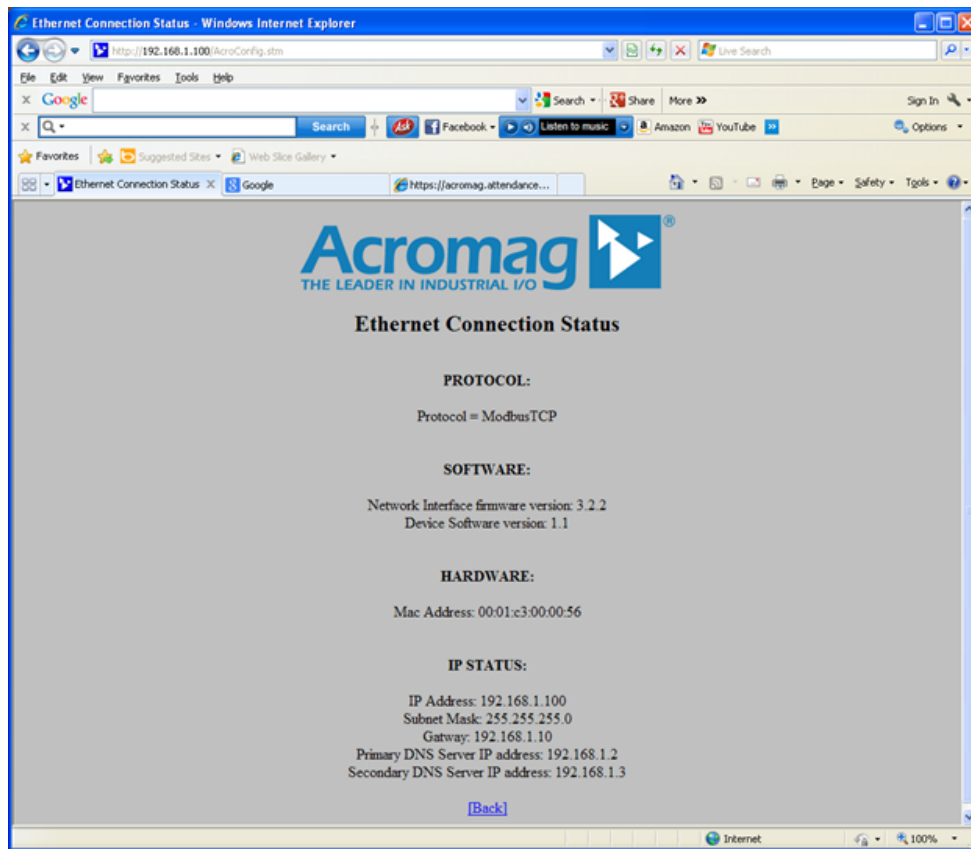 Ethernet Connection Status - Windows Internet Explorer
http://192.168.1.100/AcroConfig.stm
Live Search
File Edit View Favorites Tools Help
x Google Search Share More » Sign In
x Search Ask Facebook Listen to music Amazon YouTube » Options
Favorites Suggested Sites Web Slice Gallery
Ethernet Connection Status X Google https://acromag.attendance... Page Safety Tools
Acromag ®
THE LEADER IN INDUSTRIAL I/O
Ethernet Connection Status
PROTOCOL:
Protocol = ModbusTCP
SOFTWARE:
Network Interface firmware version: 3.2.2
Device Software version: 1.1
HARDWARE:
Mac Address: 00:01:c3:00:00:56
IP STATUS:
IP Address: 192.168.1.100
Subnet Mask: 255.255.255.0
Gatway: 192.168.1.10
Primary DNS Server IP address: 192.168.1.2
Secondary DNS Server IP address: 192.168.1.3
[Back]
Internet 100%